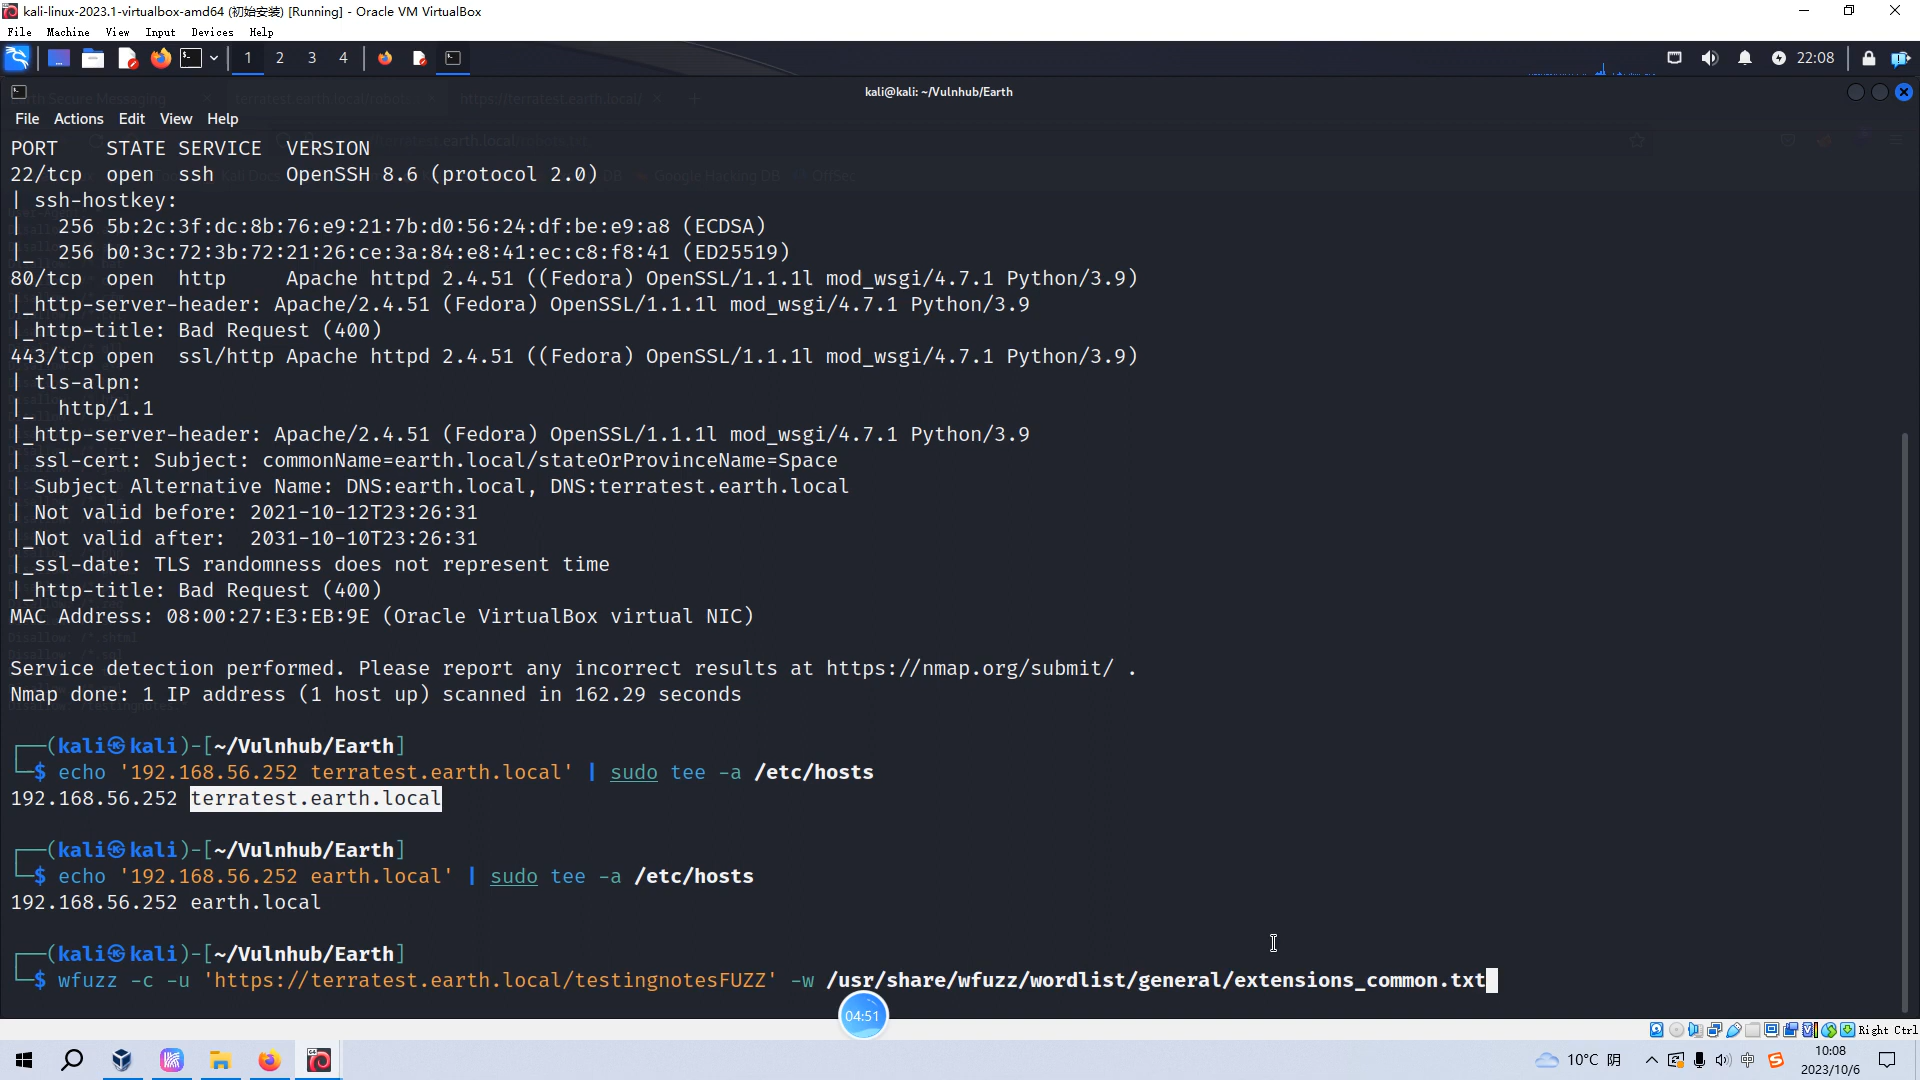 kali-linux-2023.1-virtualbox-amd64 (初始安装) [Running] - Oracle VM VirtualBox
File Machine View Input Devices Help
1 2 3 4
22:08
kali@kali: ~/Vulnhub/Earth
File Actions Edit View Help
PORT STATE SERVICE VERSION
22/tcp open ssh OpenSSH 8.6 (protocol 2.0)
| ssh-hostkey:
| 256 5b:2c:3f:dc:8b:76:e9:21:7b:d0:56:24:df:be:e9:a8 (ECDSA)
|_ 256 b0:3c:72:3b:72:21:26:ce:3a:84:e8:41:ec:c8:f8:41 (ED25519)
80/tcp open http Apache httpd 2.4.51 ((Fedora) OpenSSL/1.1.1l mod_wsgi/4.7.1 Python/3.9)
|_http-server-header: Apache/2.4.51 (Fedora) OpenSSL/1.1.1l mod_wsgi/4.7.1 Python/3.9
|_http-title: Bad Request (400)
443/tcp open ssl/http Apache httpd 2.4.51 ((Fedora) OpenSSL/1.1.1l mod_wsgi/4.7.1 Python/3.9)
| tls-alpn:
|_ http/1.1
|_http-server-header: Apache/2.4.51 (Fedora) OpenSSL/1.1.1l mod_wsgi/4.7.1 Python/3.9
| ssl-cert: Subject: commonName=earth.local/stateOrProvinceName=Space
| Subject Alternative Name: DNS:earth.local, DNS:terratest.earth.local
| Not valid before: 2021-10-12T23:26:31
|_Not valid after: 2031-10-10T23:26:31
|_ssl-date: TLS randomness does not represent time
|_http-title: Bad Request (400)
MAC Address: 08:00:27:E3:EB:9E (Oracle VirtualBox virtual NIC)
Service detection performed. Please report any incorrect results at https://nmap.org/submit/ .
Nmap done: 1 IP address (1 host up) scanned in 162.29 seconds
┌──(kali㉿kali)-[~/Vulnhub/Earth]
└─$ echo '192.168.56.252 terratest.earth.local' | sudo tee -a /etc/hosts
192.168.56.252 terratest.earth.local
┌──(kali㉿kali)-[~/Vulnhub/Earth]
└─$ echo '192.168.56.252 earth.local' | sudo tee -a /etc/hosts
192.168.56.252 earth.local
┌──(kali㉿kali)-[~/Vulnhub/Earth]
└─$ wfuzz -c -u 'https://terratest.earth.local/testingnotesFUZZ' -w /usr/share/wfuzz/wordlist/general/extensions_common.txt
04:51
Right Ctrl
10°C 阴
中
10:08
2023/10/6